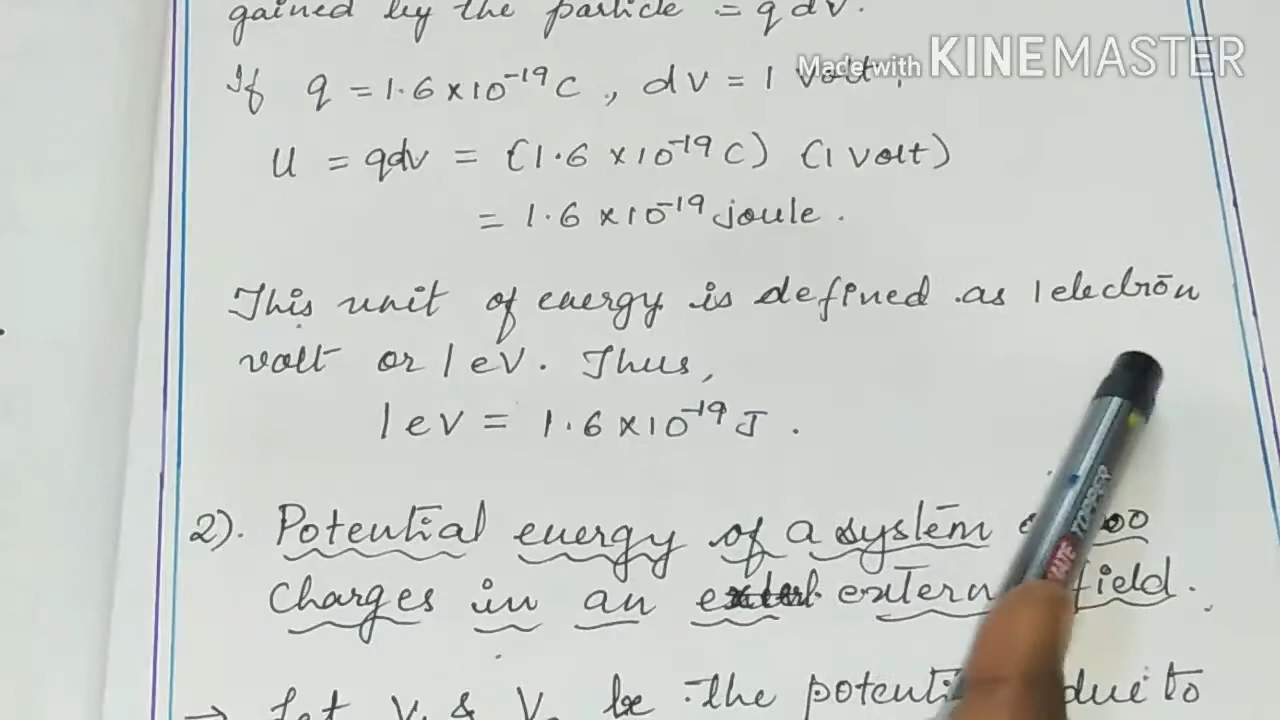 gained by the particle = q dv.
Made with KINEMASTER
If q = 1.6 × 10⁻¹⁹ C , dv = 1 volt,
U = qdv = (1.6 × 10⁻¹⁹ C) (1 volt)
= 1.6 × 10⁻¹⁹ joule .
This unit of energy is defined as 1 electron
volt or 1 eV . Thus,
1 eV = 1.6 × 10⁻¹⁹ J .
2). Potential energy of a system
charges in an external field .
→ Let V₁ & V₂ be the due to
TOPPER